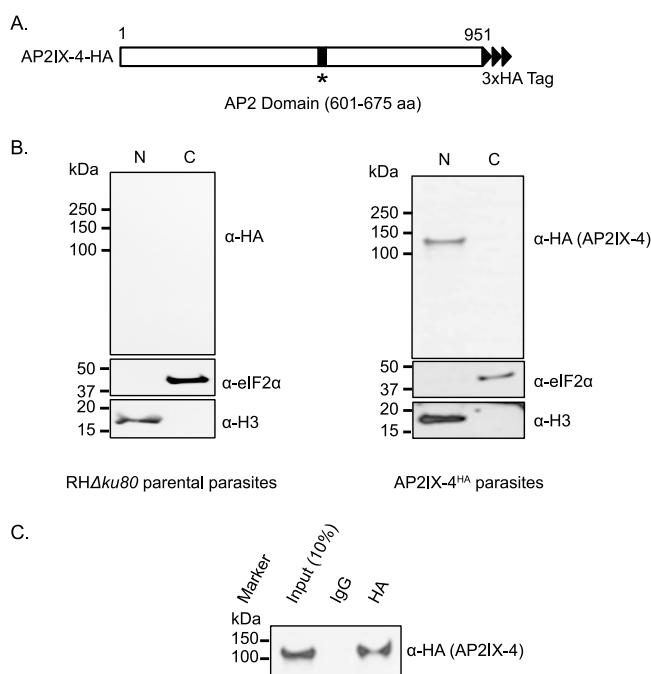 A.
1 951
AP2IX-4-HA
* 3xHA Tag
AP2 Domain (601-675 aa)
B.
kDa N C
250
150
100
α-HA
50
37
α-eIF2α
20
15
α-H3
RHΔku80 parental parasites
kDa N C
250
150
100
α-HA (AP2IX-4)
50
37
α-eIF2α
20
15
α-H3
AP2IX-4HA parasites
C.
Marker Input (10%) IgG HA
kDa
150
100
α-HA (AP2IX-4)